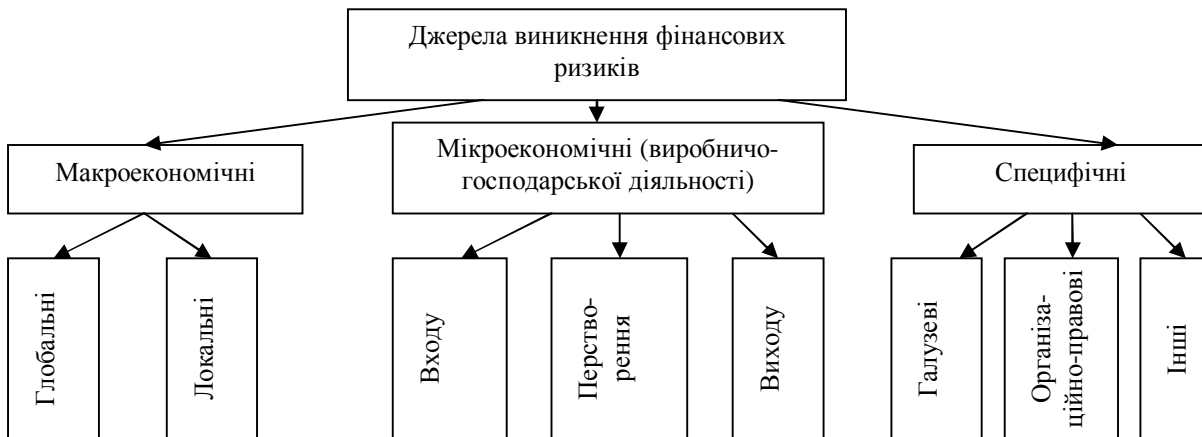 Джерела виникнення фінансових
ризиків
Макроекономічні
Мікроекономічні (виробничо-
господарської діяльності)
Специфічні
Глобальні
Локальні
Входу
Перство-
рення
Виходу
Галузеві
Організа-
ційно-правові
Інші